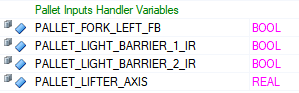 Pallet Inputs Handler Variables
PALLET_FORK_LEFT_FB BOOL
PALLET_LIGHT_BARRIER_1_IR BOOL
PALLET_LIGHT_BARRIER_2_IR BOOL
PALLET_LIFTER_AXIS REAL